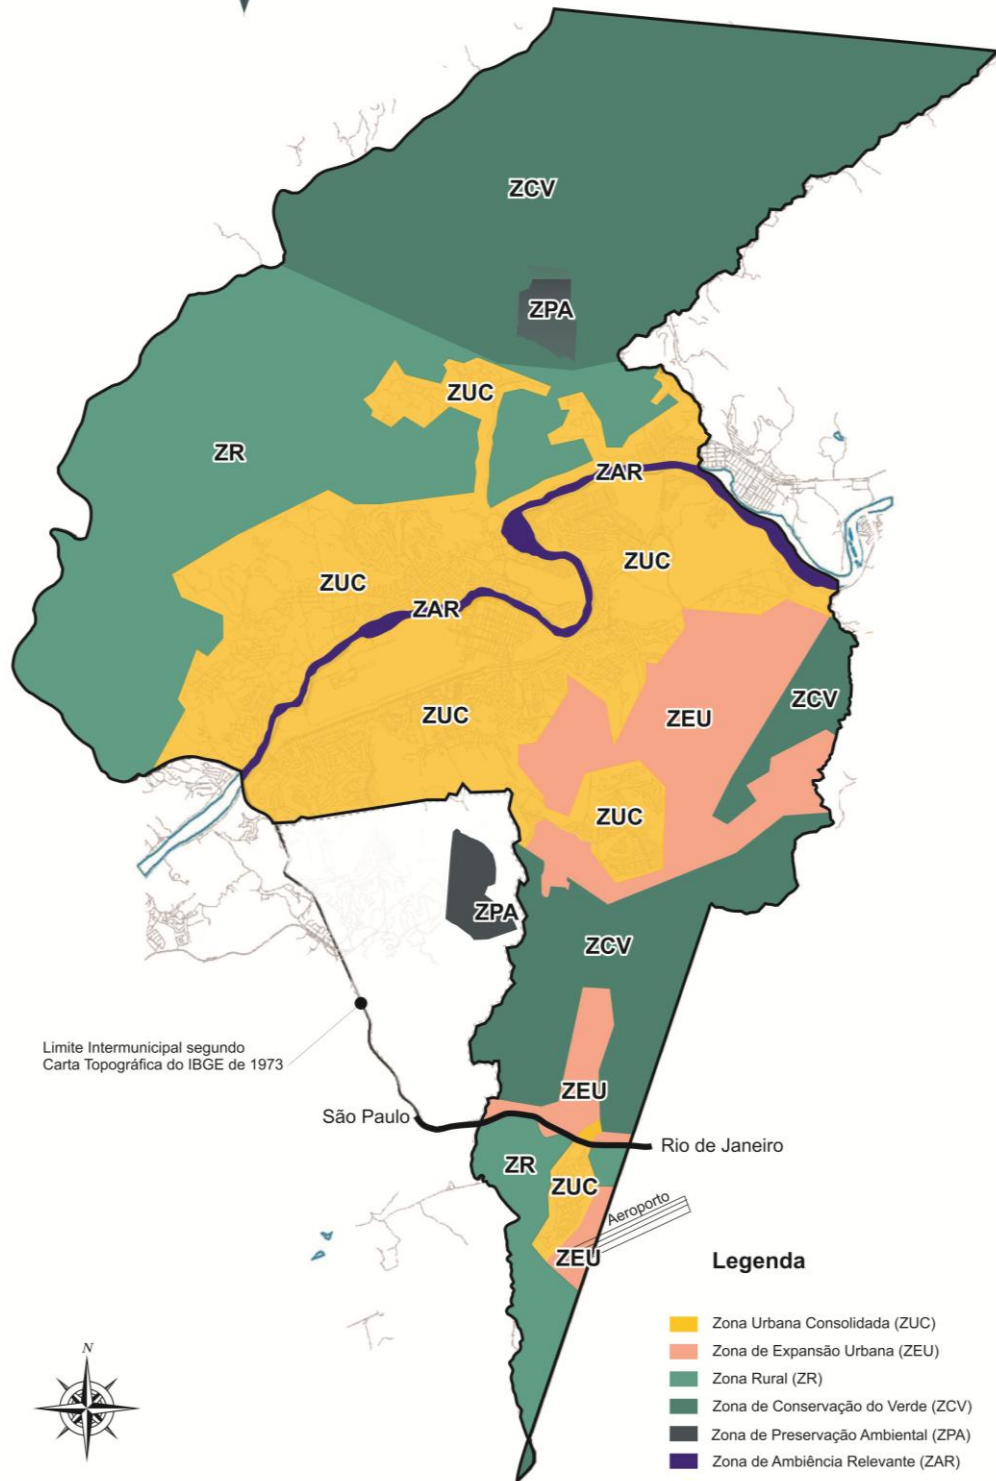 ZCV
ZPA
ZUC
ZR
ZAR
ZUC
ZUC
ZAR
ZCV
ZUC
ZEU
ZUC
ZPA
ZCV
Limite Intermunicipal segundo
Carta Topográfica do IBGE de 1973
ZEU
São Paulo
Rio de Janeiro
ZR
ZUC
Aeroporto
ZEU
Legenda
Zona Urbana Consolidada (ZUC)
Zona de Expansão Urbana (ZEU)
Zona Rural (ZR)
Zona de Conservação do Verde (ZCV)
Zona de Preservação Ambiental (ZPA)
Zona de Ambiência Relevante (ZAR)
N